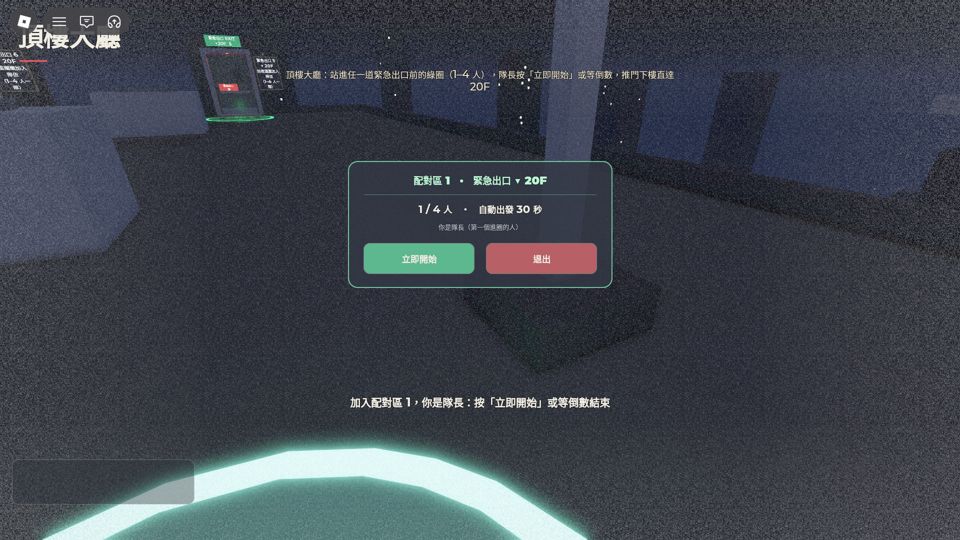 頂樓大廳
20F
頂樓大廳：站進任一道緊急出口前的綠圈（1–4 人），隊長按「立即開始」或等倒數，推門下樓直達
20F
配對區 1 • 緊急出口 ▼ 20F
1 / 4 人 • 自動出發 30 秒
你是隊長（第一個進圈的人）
立即開始
退出
加入配對區 1，你是隊長：按「立即開始」或等倒數結束